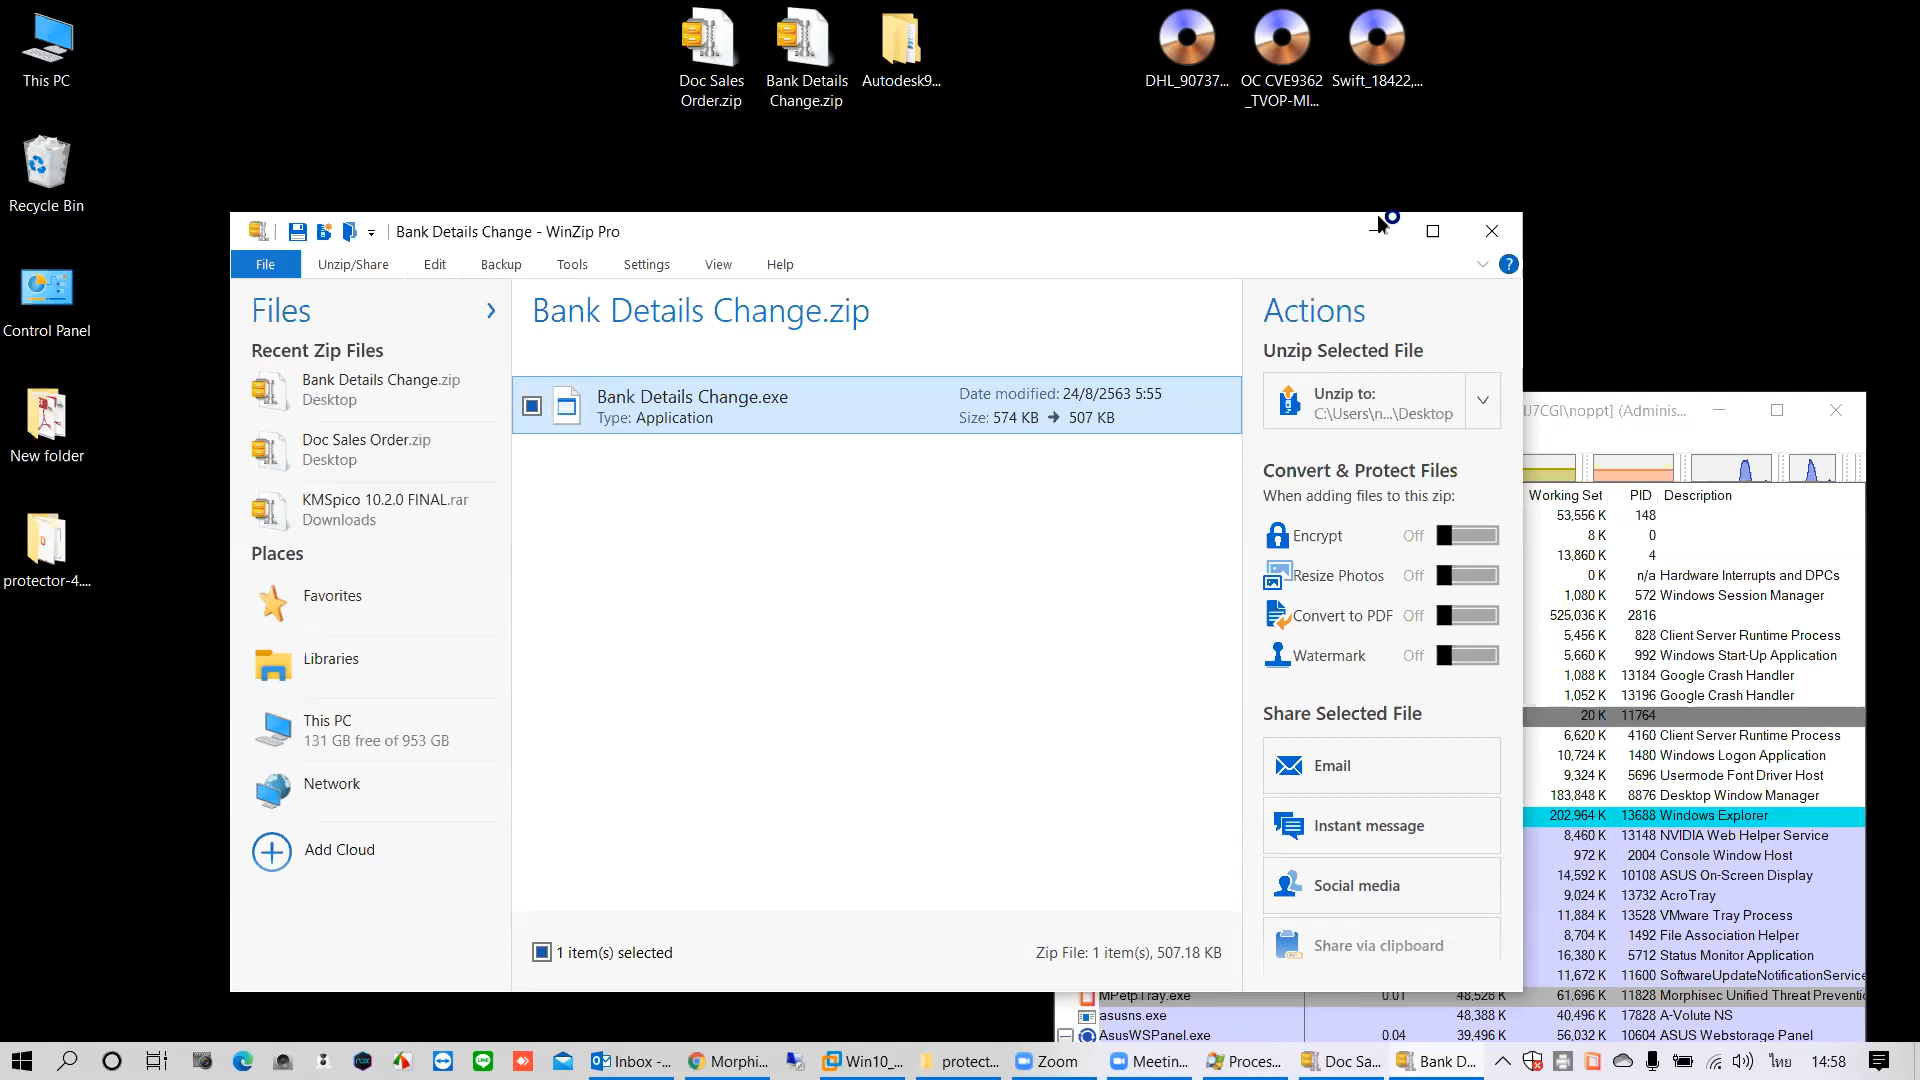 This PC
Recycle Bin
Control Panel
New folder
protector-4....
Doc Sales
Order.zip
Bank Details
Change.zip
Autodesk9...
DHL_90737...
OC CVE9362
_TVOP-MI...
Swift_18422,...
Bank Details Change - WinZip Pro
File
Unzip/Share
Edit
Backup
Tools
Settings
View
Help
?
Files
Recent Zip Files
Bank Details Change.zip
Desktop
Doc Sales Order.zip
Desktop
KMSpico 10.2.0 FINAL.rar
Downloads
Places
Favorites
Libraries
This PC
131 GB free of 953 GB
Network
Add Cloud
Bank Details Change.zip
Bank Details Change.exe
Type: Application
Date modified: 24/8/2563 5:55
Size: 574 KB → 507 KB
1 item(s) selected
Zip File: 1 item(s), 507.18 KB
Actions
Unzip Selected File
Unzip to:
C:\Users\n...\Desktop
Convert & Protect Files
When adding files to this zip:
Encrypt Off
Resize Photos Off
Convert to PDF Off
Watermark Off
Share Selected File
Email
Instant message
Social media
Share via clipboard
J7CGI\noppt] (Adminis...
Working Set PID Description
53,556 K 148
8 K 0
13,860 K 4
0 K n/a Hardware Interrupts and DPCs
1,080 K 572 Windows Session Manager
525,036 K 2816
5,456 K 828 Client Server Runtime Process
5,660 K 992 Windows Start-Up Application
1,088 K 13184 Google Crash Handler
1,052 K 13196 Google Crash Handler
20 K 11764
6,620 K 4160 Client Server Runtime Process
10,724 K 1480 Windows Logon Application
9,324 K 5696 Usermode Font Driver Host
183,848 K 8876 Desktop Window Manager
202,964 K 13688 Windows Explorer
8,460 K 13148 NVIDIA Web Helper Service
972 K 2004 Console Window Host
14,592 K 10108 ASUS On-Screen Display
9,024 K 13732 AcroTray
11,884 K 13528 VMware Tray Process
8,704 K 1492 File Association Helper
16,380 K 5712 Status Monitor Application
11,672 K 11600 SoftwareUpdateNotificationService
MPetpTray.exe 0.01 48,528 K 61,696 K 11828 Morphisec Unified Threat Preventi
asusns.exe 48,388 K 40,496 K 17828 A-Volute NS
AsusWSPanel.exe 0.04 39,496 K 56,032 K 10604 ASUS Webstorage Panel
Inbox -...
Morphi...
Win10_...
protect...
Zoom
Meetin...
Proces...
Doc Sa...
Bank D...
ไทย
14:58